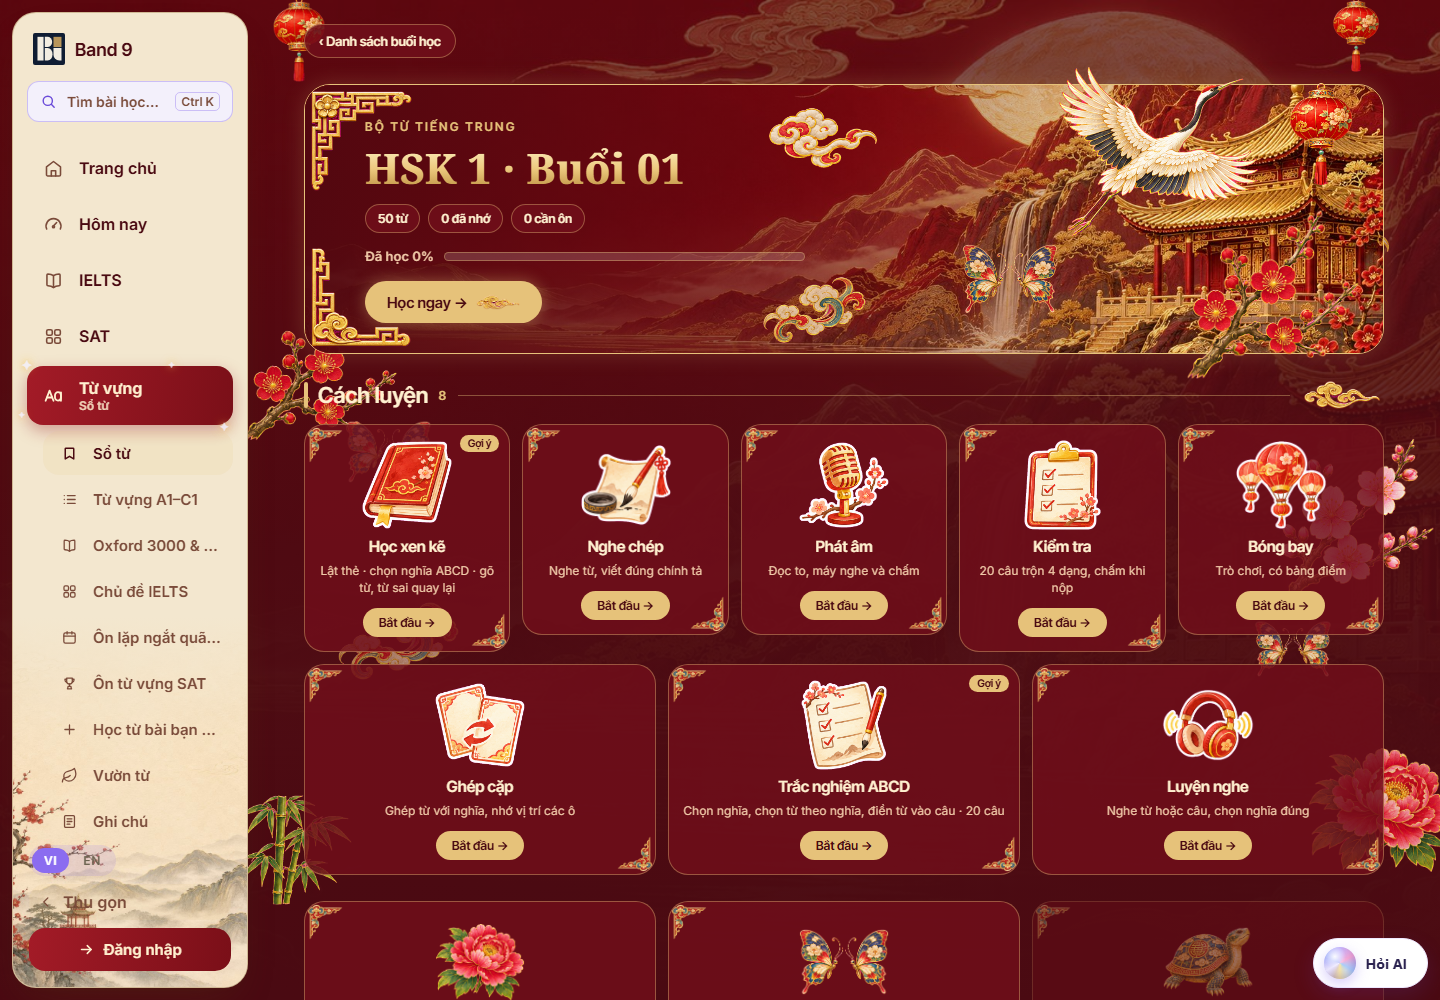 Band 9
Tìm bài học...
Ctrl K
Trang chủ
Hôm nay
IELTS
SAT
Từ vựng
Sổ từ
Sổ từ
Từ vựng A1–C1
Oxford 3000 & ...
Chủ đề IELTS
Ôn lặp ngắt quã...
Ôn từ vựng SAT
Học từ bài bạn ...
Vườn từ
Ghi chú
VI
EN
Thu gọn
→ Đăng nhập
‹ Danh sách buổi học
BỘ TỪ TIẾNG TRUNG
HSK 1 · Buổi 01
50 từ
0 đã nhớ
0 cần ôn
Đã học 0%
Học ngay →
Cách luyện 8
Gợi ý
Học xen kẽ
Lật thẻ · chọn nghĩa ABCD · gõ
từ, từ sai quay lại
Bắt đầu →
Nghe chép
Nghe từ, viết đúng chính tả
Bắt đầu →
Phát âm
Đọc to, máy nghe và chấm
Bắt đầu →
Kiểm tra
20 câu trộn 4 dạng, chấm khi
nộp
Bắt đầu →
Bóng bay
Trò chơi, có bảng điểm
Bắt đầu →
Ghép cặp
Ghép từ với nghĩa, nhớ vị trí các ô
Bắt đầu →
Gợi ý
Trắc nghiệm ABCD
Chọn nghĩa, chọn từ theo nghĩa, điền từ vào câu · 20 câu
Bắt đầu →
Luyện nghe
Nghe từ hoặc câu, chọn nghĩa đúng
Bắt đầu →
Hỏi AI